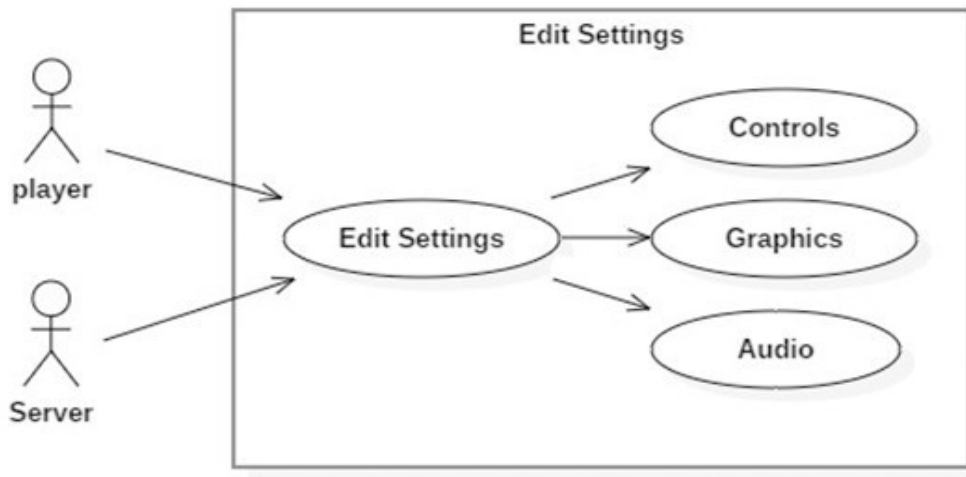 Edit Settings
player
Server
Edit Settings
Controls
Graphics
Audio